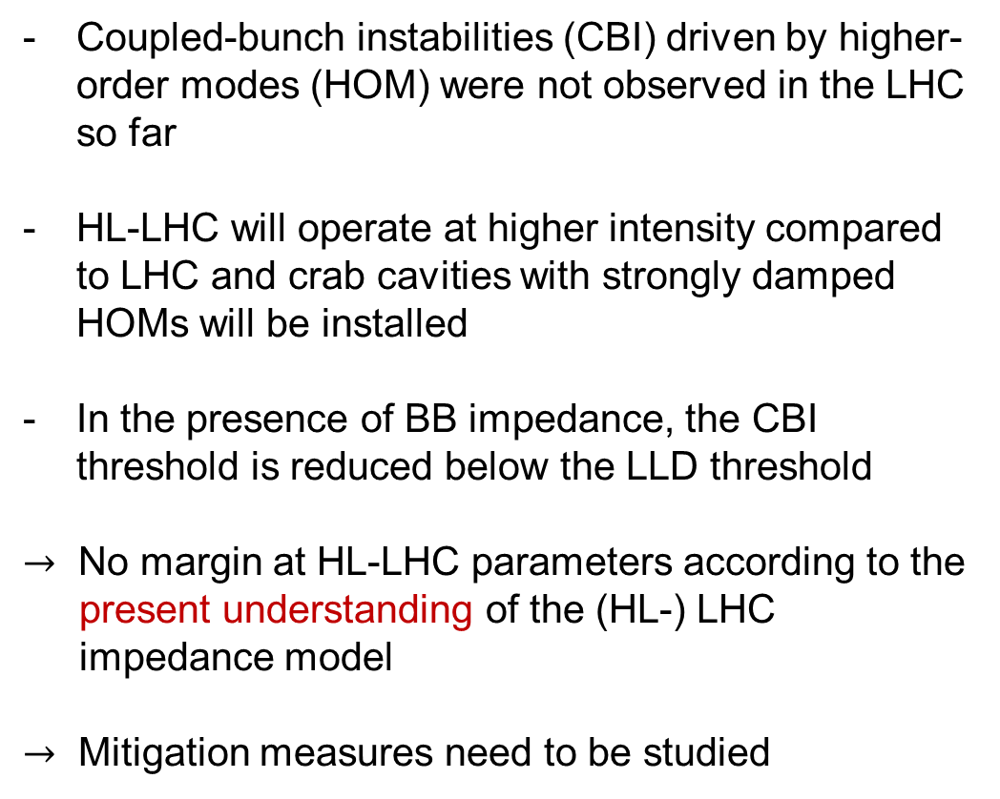 - Coupled-bunch instabilities (CBI) driven by higher-
order modes (HOM) were not observed in the LHC
so far
- HL-LHC will operate at higher intensity compared
to LHC and crab cavities with strongly damped
HOMs will be installed
- In the presence of BB impedance, the CBI
threshold is reduced below the LLD threshold
→ No margin at HL-LHC parameters according to the
present understanding of the (HL-) LHC
impedance model
→ Mitigation measures need to be studied